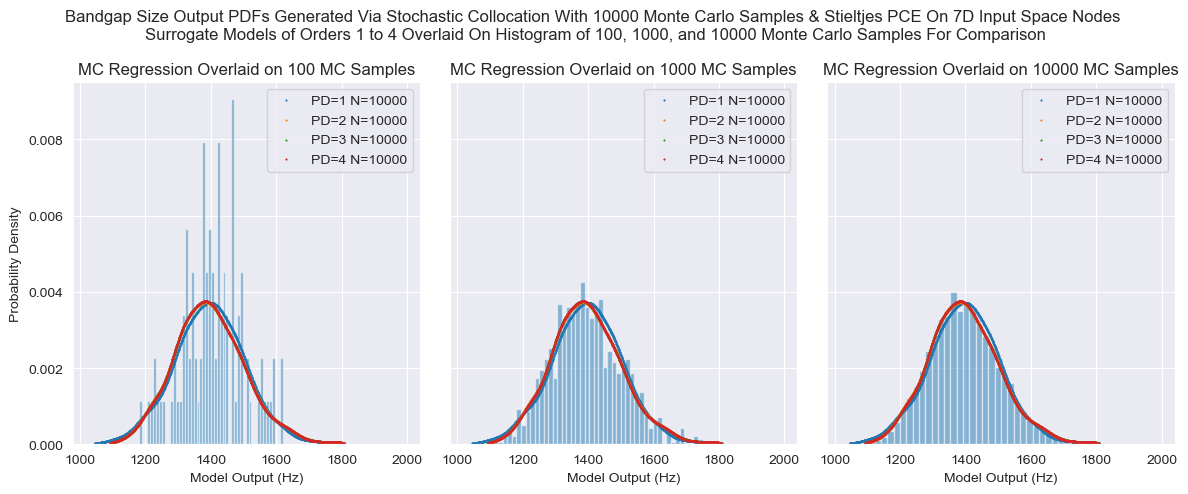 Bandgap Size Output PDFs Generated Via Stochastic Collocation With 10000 Monte Carlo Samples & Stieltjes PCE On 7D Input Space Nodes
Surrogate Models of Orders 1 to 4 Overlaid On Histogram of 100, 1000, and 10000 Monte Carlo Samples For Comparison
MC Regression Overlaid on 100 MC Samples
PD=1 N=10000
PD=2 N=10000
PD=3 N=10000
PD=4 N=10000
0.008
0.006
0.004
0.002
0.000
Probability Density
1000 1200 1400 1600 1800 2000
Model Output (Hz)
MC Regression Overlaid on 1000 MC Samples
PD=1 N=10000
PD=2 N=10000
PD=3 N=10000
PD=4 N=10000
1000 1200 1400 1600 1800 2000
Model Output (Hz)
MC Regression Overlaid on 10000 MC Samples
PD=1 N=10000
PD=2 N=10000
PD=3 N=10000
PD=4 N=10000
1000 1200 1400 1600 1800 2000
Model Output (Hz)